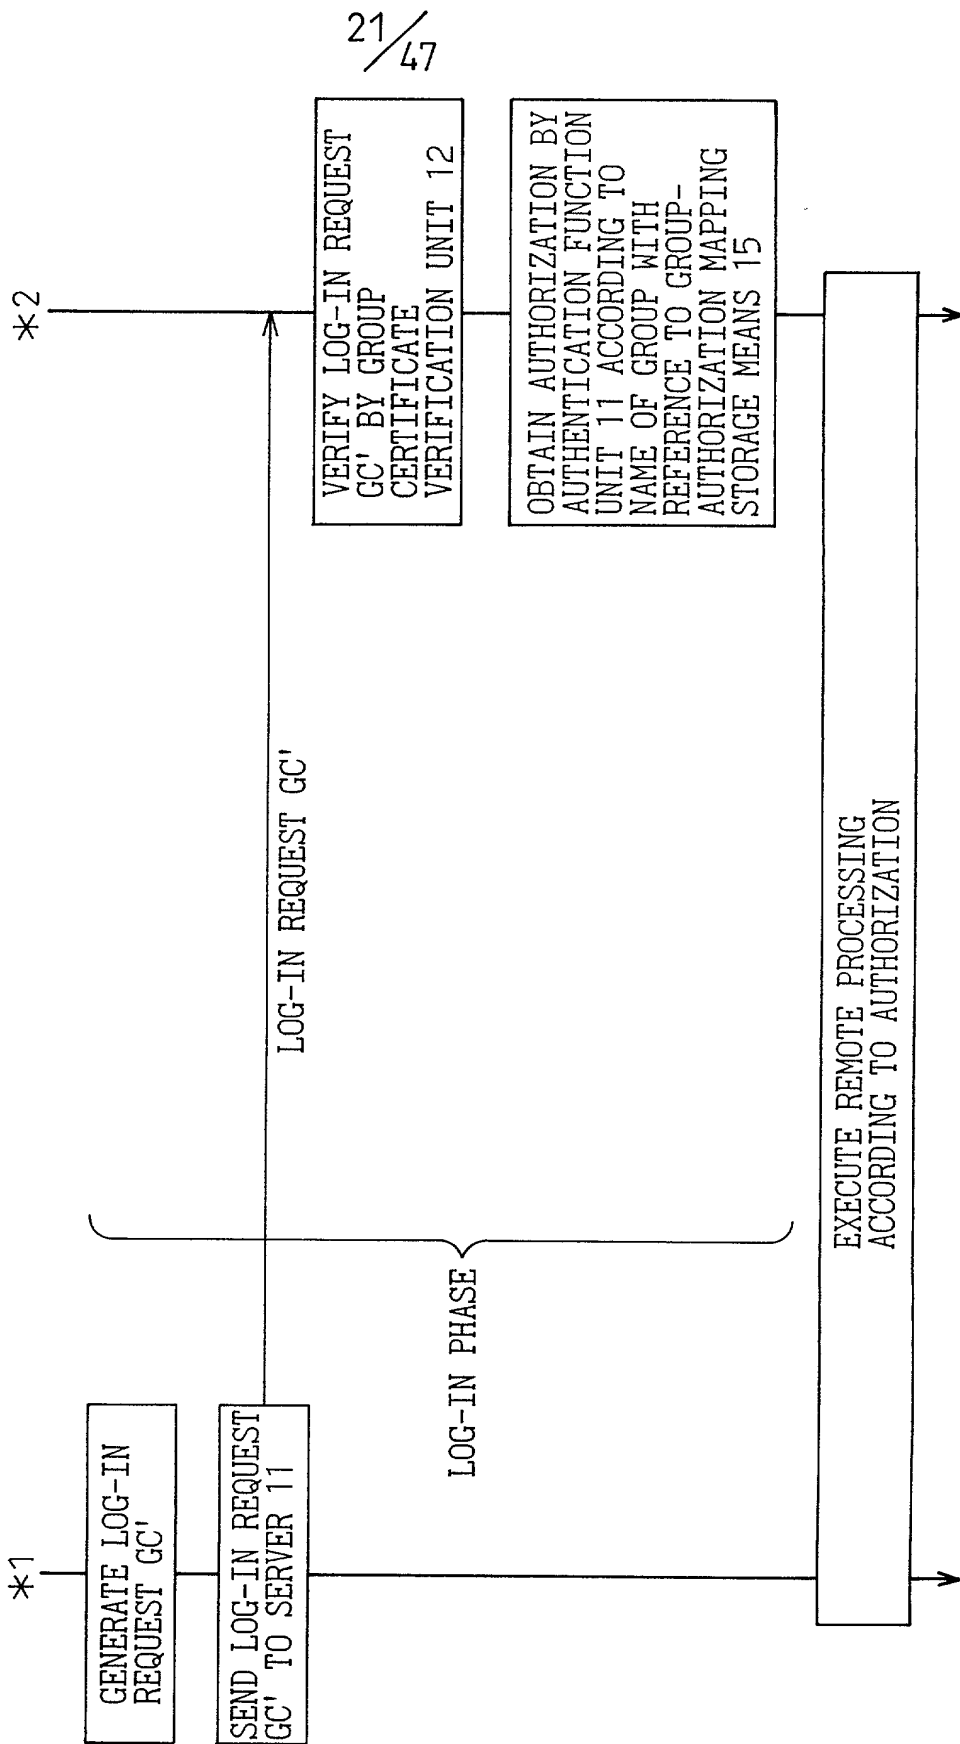 21/47
*1
GENERATE LOG-IN
REQUEST GC'
SEND LOG-IN REQUEST
GC' TO SERVER 11
LOG-IN PHASE
LOG-IN REQUEST GC'
*2
VERIFY LOG-IN REQUEST
GC' BY GROUP
CERTIFICATE
VERIFICATION UNIT 12
OBTAIN AUTHORIZATION BY
AUTHENTICATION FUNCTION
UNIT 11 ACCORDING TO
NAME OF GROUP WITH
REFERENCE TO GROUP-
AUTHORIZATION MAPPING
STORAGE MEANS 15
EXECUTE REMOTE PROCESSING
ACCORDING TO AUTHORIZATION